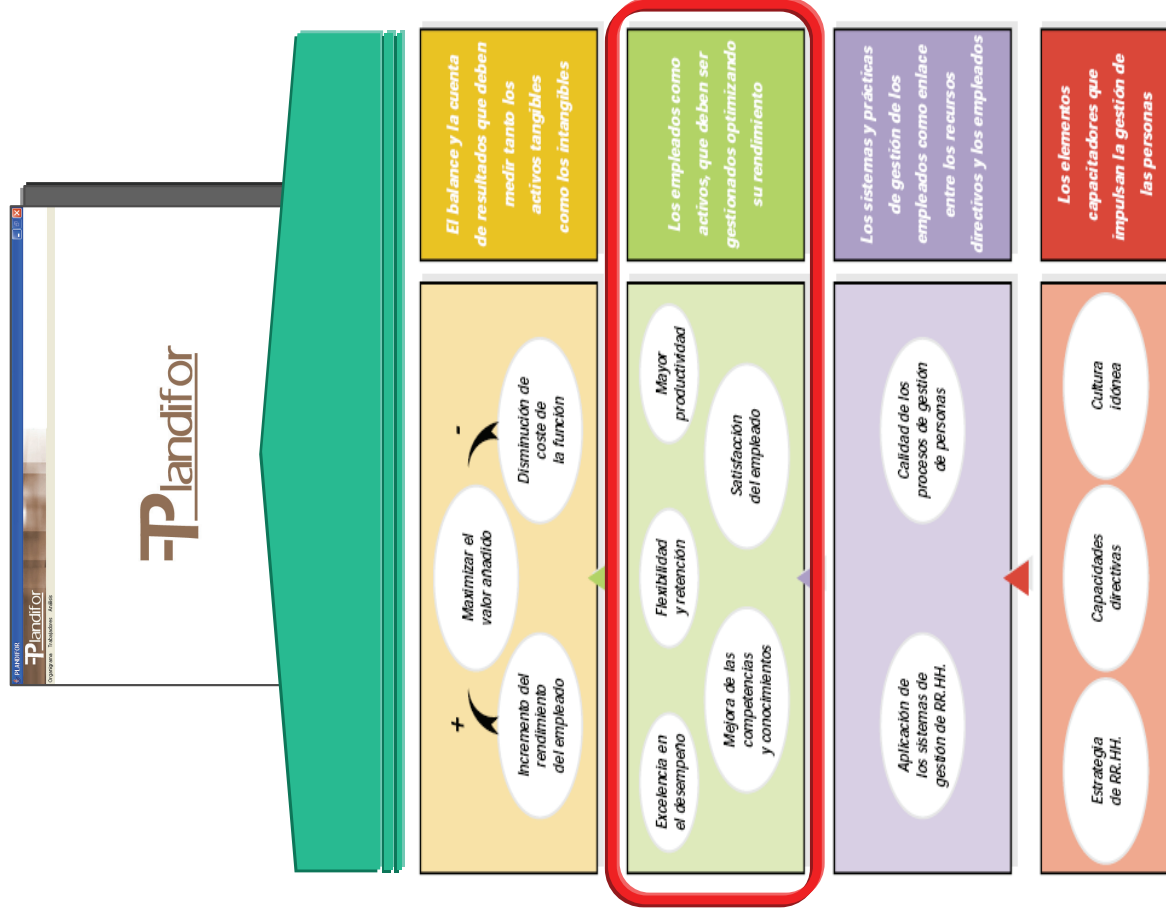 PLANDIFOR
Plandifor
Organigrama Trabajadores Análisis
Plandifor
+
-
Incremento del
rendimiento
del empleado
Maximizar el
valor añadido
Disminución de
coste de
la función
El balance y la cuenta
de resultados que deben
medir tanto los
activos tangibles
como los intangibles
Excelencia en
el desempeño
Mejora de las
competencias
y conocimientos
Flexibilidad
y retención
Satisfacción
del empleado
Mayor
productividad
Los empleados como
activos, que deben ser
gestionados optimizando
su rendimiento
Aplicación de
los sistemas de
gestión de RR.HH.
Calidad de los
procesos de gestión
de personas
Los sistemas y prácticas
de gestión de los
empleados como enlace
entre los recursos
directivos y los empleados
Estrategia
de RR.HH.
Capacidades
directivas
Cultura
idónea
Los elementos
capacitadores que
impulsan la gestión de
las personas